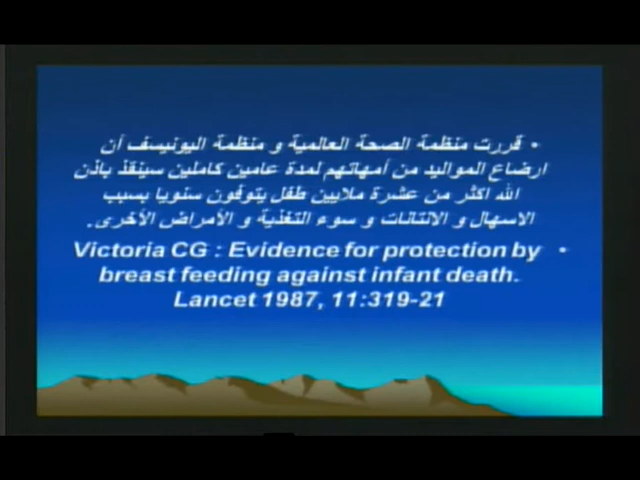 • قررت منظمة الصحة العالمية و منظمة اليونيسف أن
ارضاع المواليد من أمهاتهم لمدة عامين كاملين سينقذ بإذن
الله اكثر من عشرة ملايين طفل يتوفون سنويا بسبب
الاسهال و الالتانات و سوء التغذية و الأمراض الأخرى.
• Victoria CG : Evidence for protection by
breast feeding against infant death.
Lancet 1987, 11:319-21